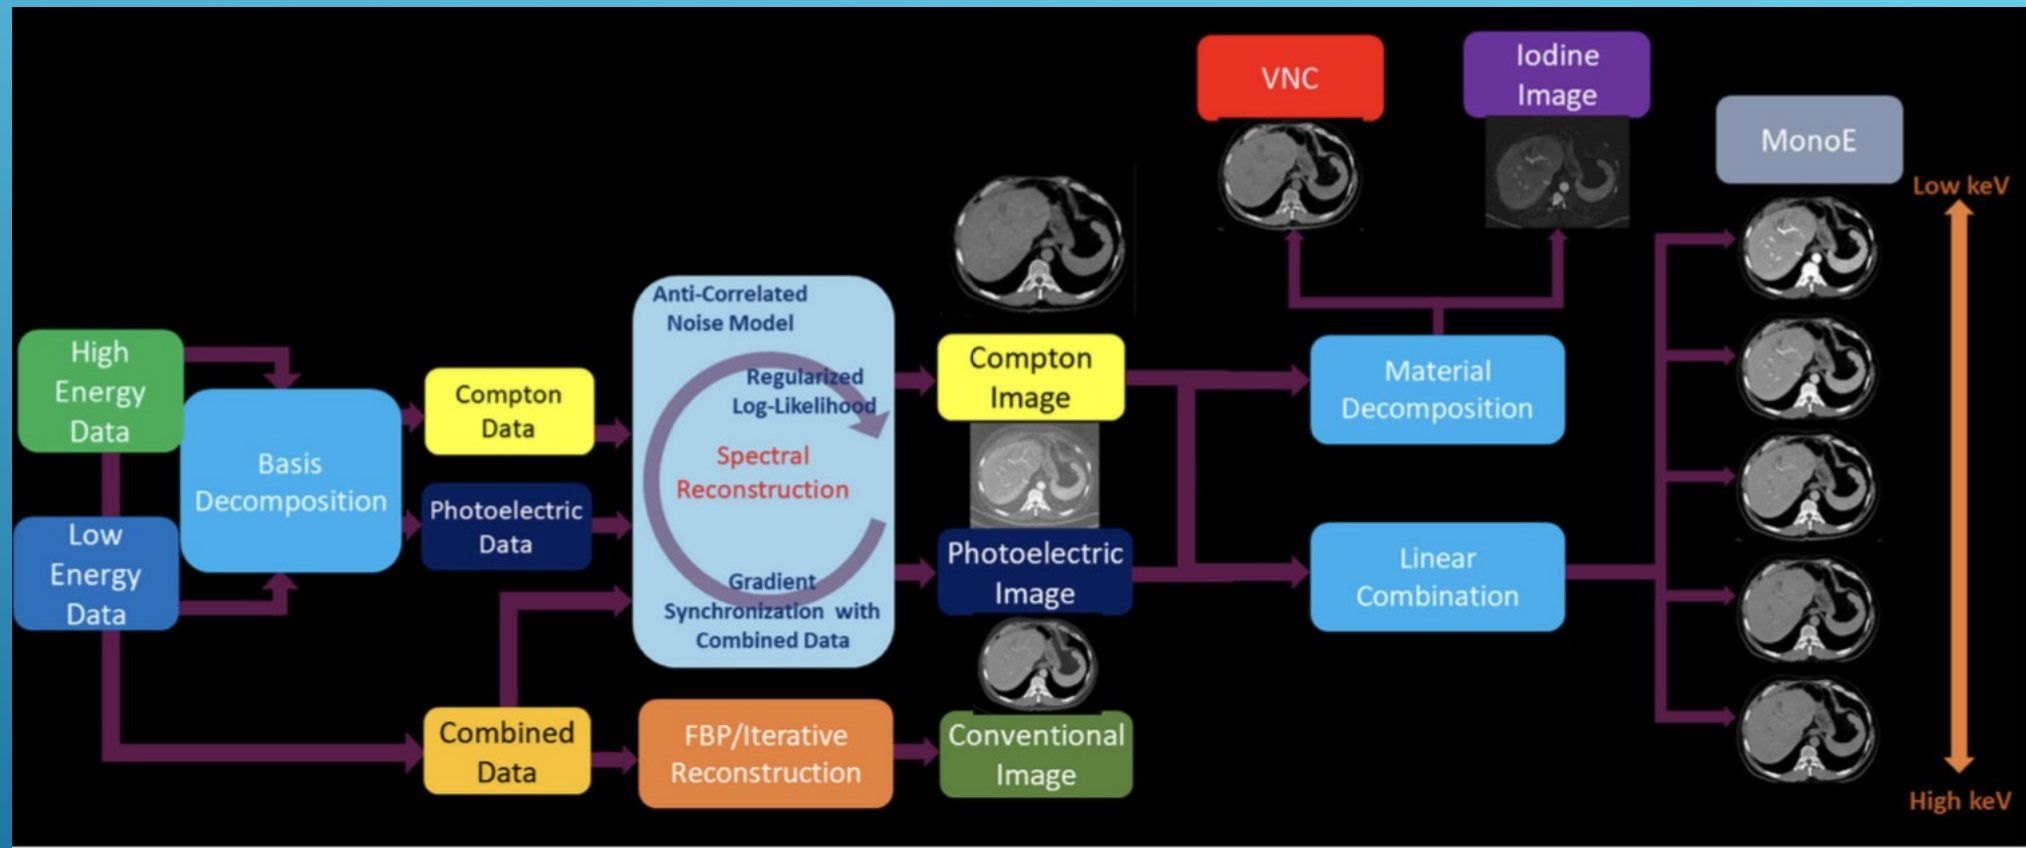 High
Energy
Data
Low
Energy
Data
Basis
Decomposition
Compton
Data
Photoelectric
Data
Combined
Data
Anti-Correlated
Noise Model
Regularized
Log-Likelihood
Spectral
Reconstruction
Gradient
Synchronization with
Combined Data
FBP/Iterative
Reconstruction
Compton
Image
Photoelectric
Image
Conventional
Image
VNC
Iodine
Image
Material
Decomposition
Linear
Combination
MonoE
Low keV
High keV